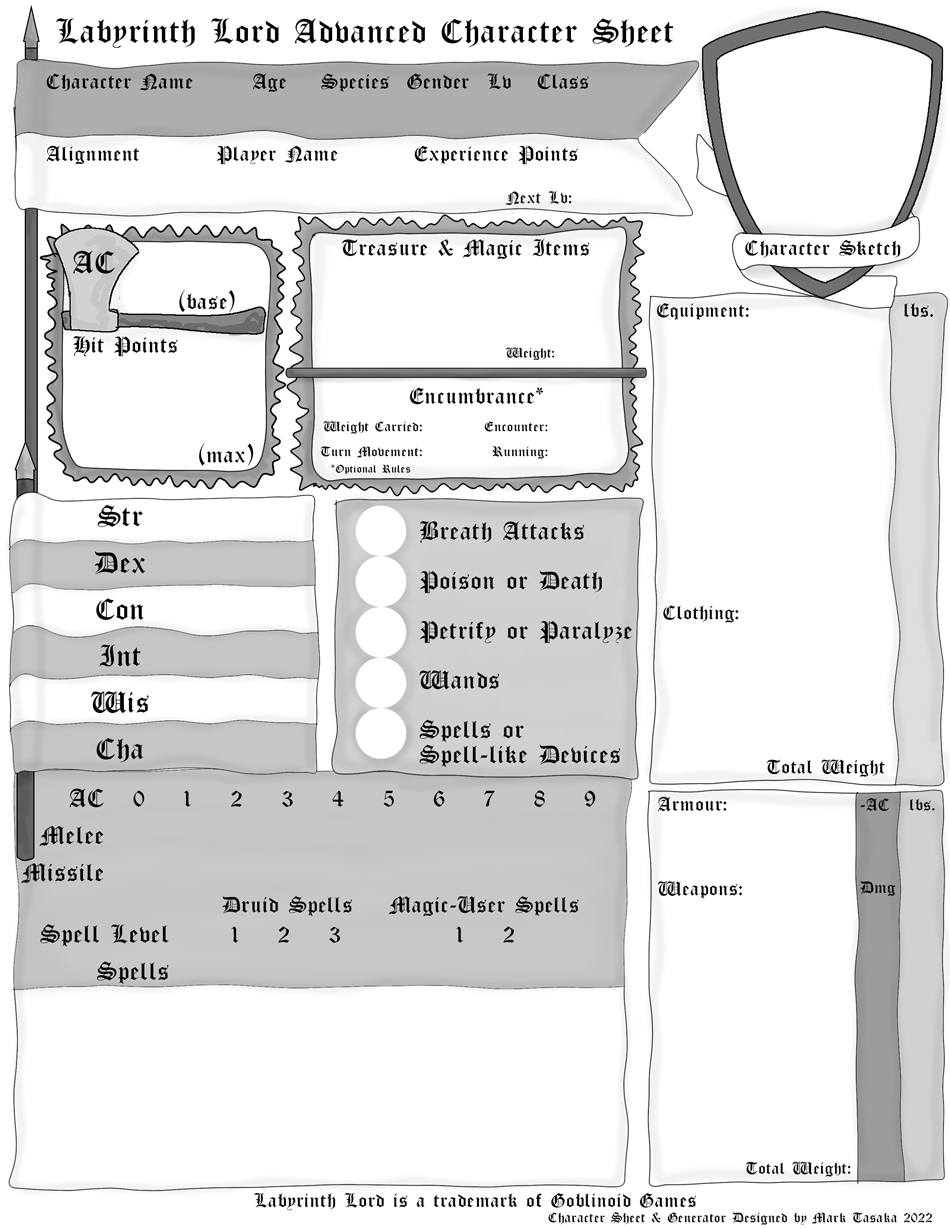 Labyrinth Lord Advanced Character Sheet
Character Name Age Species Gender Lv Class
Alignment Player Name Experience Points
Next Lv:
Character Sketch
AC
(base)
Hit Points
(max)
Treasure & Magic Items
Weight:
Encumbrance*
Weight Carried: Encounter:
Turn Movement: Running:
*Optional Rules
Equipment: lbs.
Clothing:
Total Weight
Str
Dex
Con
Int
Wis
Cha
Breath Attacks
Poison or Death
Petrify or Paralyze
Wands
Spells or
Spell-like Devices
AC 0 1 2 3 4 5 6 7 8 9
Melee
Missile
Druid Spells Magic-User Spells
Spell Level 1 2 3 1 2
Spells
Armour: -AC lbs.
Weapons: Dmg
Total Weight:
Labyrinth Lord is a trademark of Goblinoid Games
Character Sheet & Generator Designed by Mark Tasaka 2022